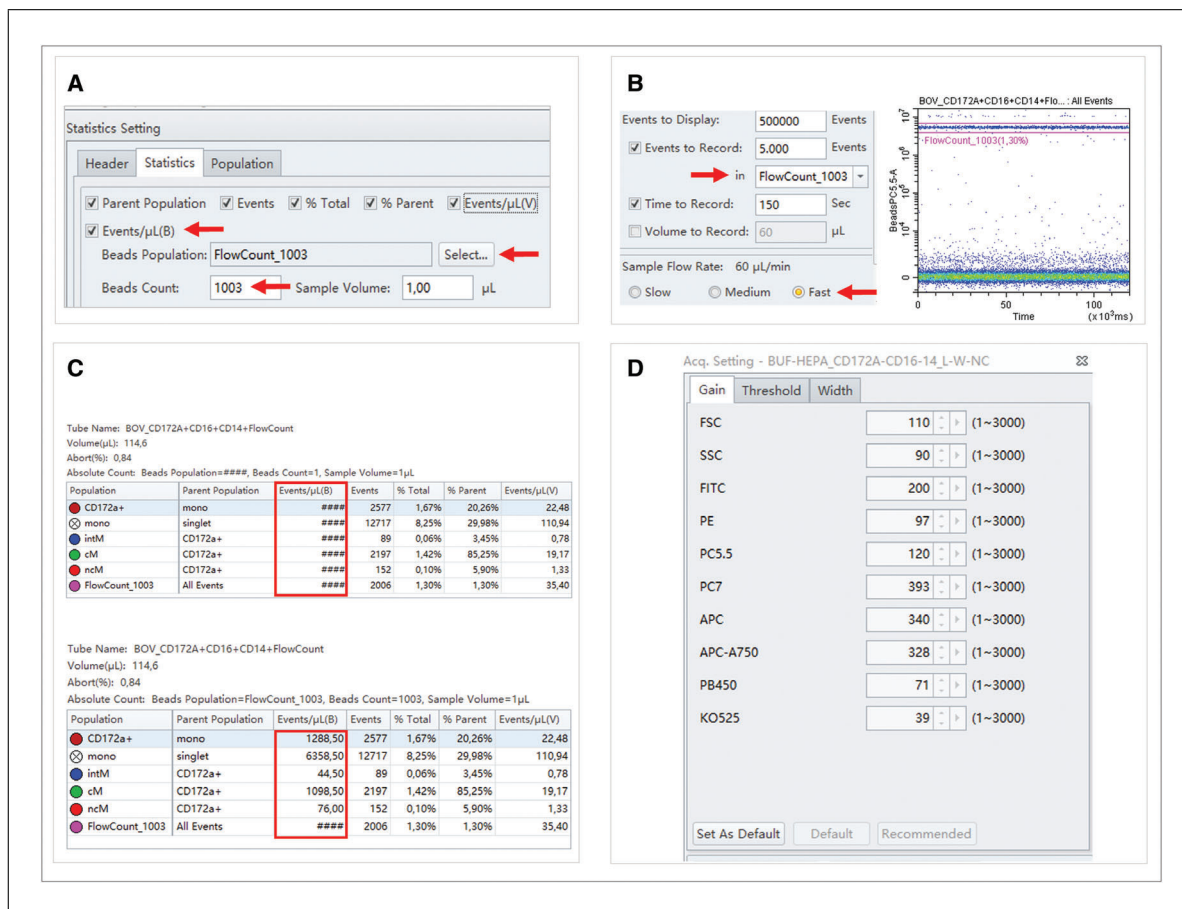 A
Statistics Setting
Header Statistics Population
Parent Population Events % Total % Parent Events/μL(V)
Events/μL(B)
Beads Population: FlowCount_1003 Select...
Beads Count: 1003 Sample Volume: 1,00 μL
B
Events to Display: 500000 Events
Events to Record: 5.000 Events
in FlowCount_1003
Time to Record: 150 Sec
Volume to Record: 60 μL
Sample Flow Rate: 60 μL/min
Slow Medium Fast
BOV_CD172A+CD16+CD14+Flo... : All Events
10^7
FlowCount_1003(1,30%)
10^6
10^5
10^4
0
BeadsPC5.5-A
0 50 100
Time (x 10^3 ms)
C
Tube Name: BOV_CD172A+CD16+CD14+FlowCount
Volume(μL): 114,6
Abort(%): 0,84
Absolute Count: Beads Population=####, Beads Count=1, Sample Volume=1μL
Population Parent Population Events/μL(B) Events % Total % Parent Events/μL(V)
CD172a+ mono #### 2577 1,67% 20,26% 22,48
mono singlet #### 12717 8,25% 29,98% 110,94
intM CD172a+ #### 89 0,06% 3,45% 0,78
cM CD172a+ #### 2197 1,42% 85,25% 19,17
ncM CD172a+ #### 152 0,10% 5,90% 1,33
FlowCount_1003 All Events #### 2006 1,30% 1,30% 35,40
Tube Name: BOV_CD172A+CD16+CD14+FlowCount
Volume(μL): 114,6
Abort(%): 0,84
Absolute Count: Beads Population=FlowCount_1003, Beads Count=1003, Sample Volume=1μL
Population Parent Population Events/μL(B) Events % Total % Parent Events/μL(V)
CD172a+ mono 1288,50 2577 1,67% 20,26% 22,48
mono singlet 6358,50 12717 8,25% 29,98% 110,94
intM CD172a+ 44,50 89 0,06% 3,45% 0,78
cM CD172a+ 1098,50 2197 1,42% 85,25% 19,17
ncM CD172a+ 76,00 152 0,10% 5,90% 1,33
FlowCount_1003 All Events #### 2006 1,30% 1,30% 35,40
D
Acq. Setting - BUF-HEPA_CD172A-CD16-14_L-W-NC
Gain Threshold Width
FSC 110 (1~3000)
SSC 90 (1~3000)
FITC 200 (1~3000)
PE 97 (1~3000)
PC5.5 120 (1~3000)
PC7 393 (1~3000)
APC 340 (1~3000)
APC-A750 328 (1~3000)
PB450 71 (1~3000)
KO525 39 (1~3000)
Set As Default Default Recommended